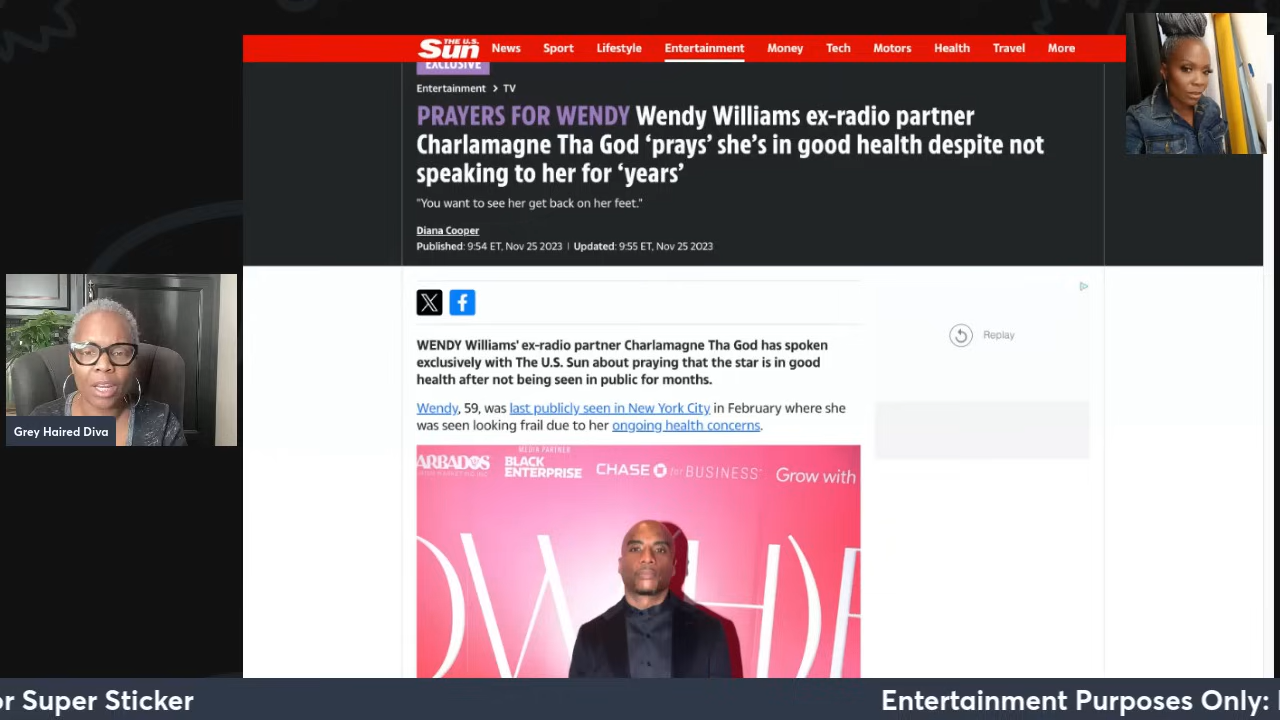 THE U.S.
Sun
News Sport Lifestyle Entertainment Money Tech Motors Health Travel More
EXCLUSIVE
Entertainment > TV
PRAYERS FOR WENDY Wendy Williams ex-radio partner
Charlamagne Tha God ‘prays’ she’s in good health despite not
speaking to her for ‘years’
"You want to see her get back on her feet."
Diana Cooper
Published: 9:54 ET, Nov 25 2023 | Updated: 9:55 ET, Nov 25 2023
X f
Replay
WENDY Williams' ex-radio partner Charlamagne Tha God has spoken
exclusively with The U.S. Sun about praying that the star is in good
health after not being seen in public for months.
Wendy, 59, was last publicly seen in New York City in February where she
was seen looking frail due to her ongoing health concerns.
MEDIA PARTNER
ARBADOS
BLACK
ENTERPRISE
CHASE for BUSINESS
Grow with
Grey Haired Diva
or Super Sticker
Entertainment Purposes Only: